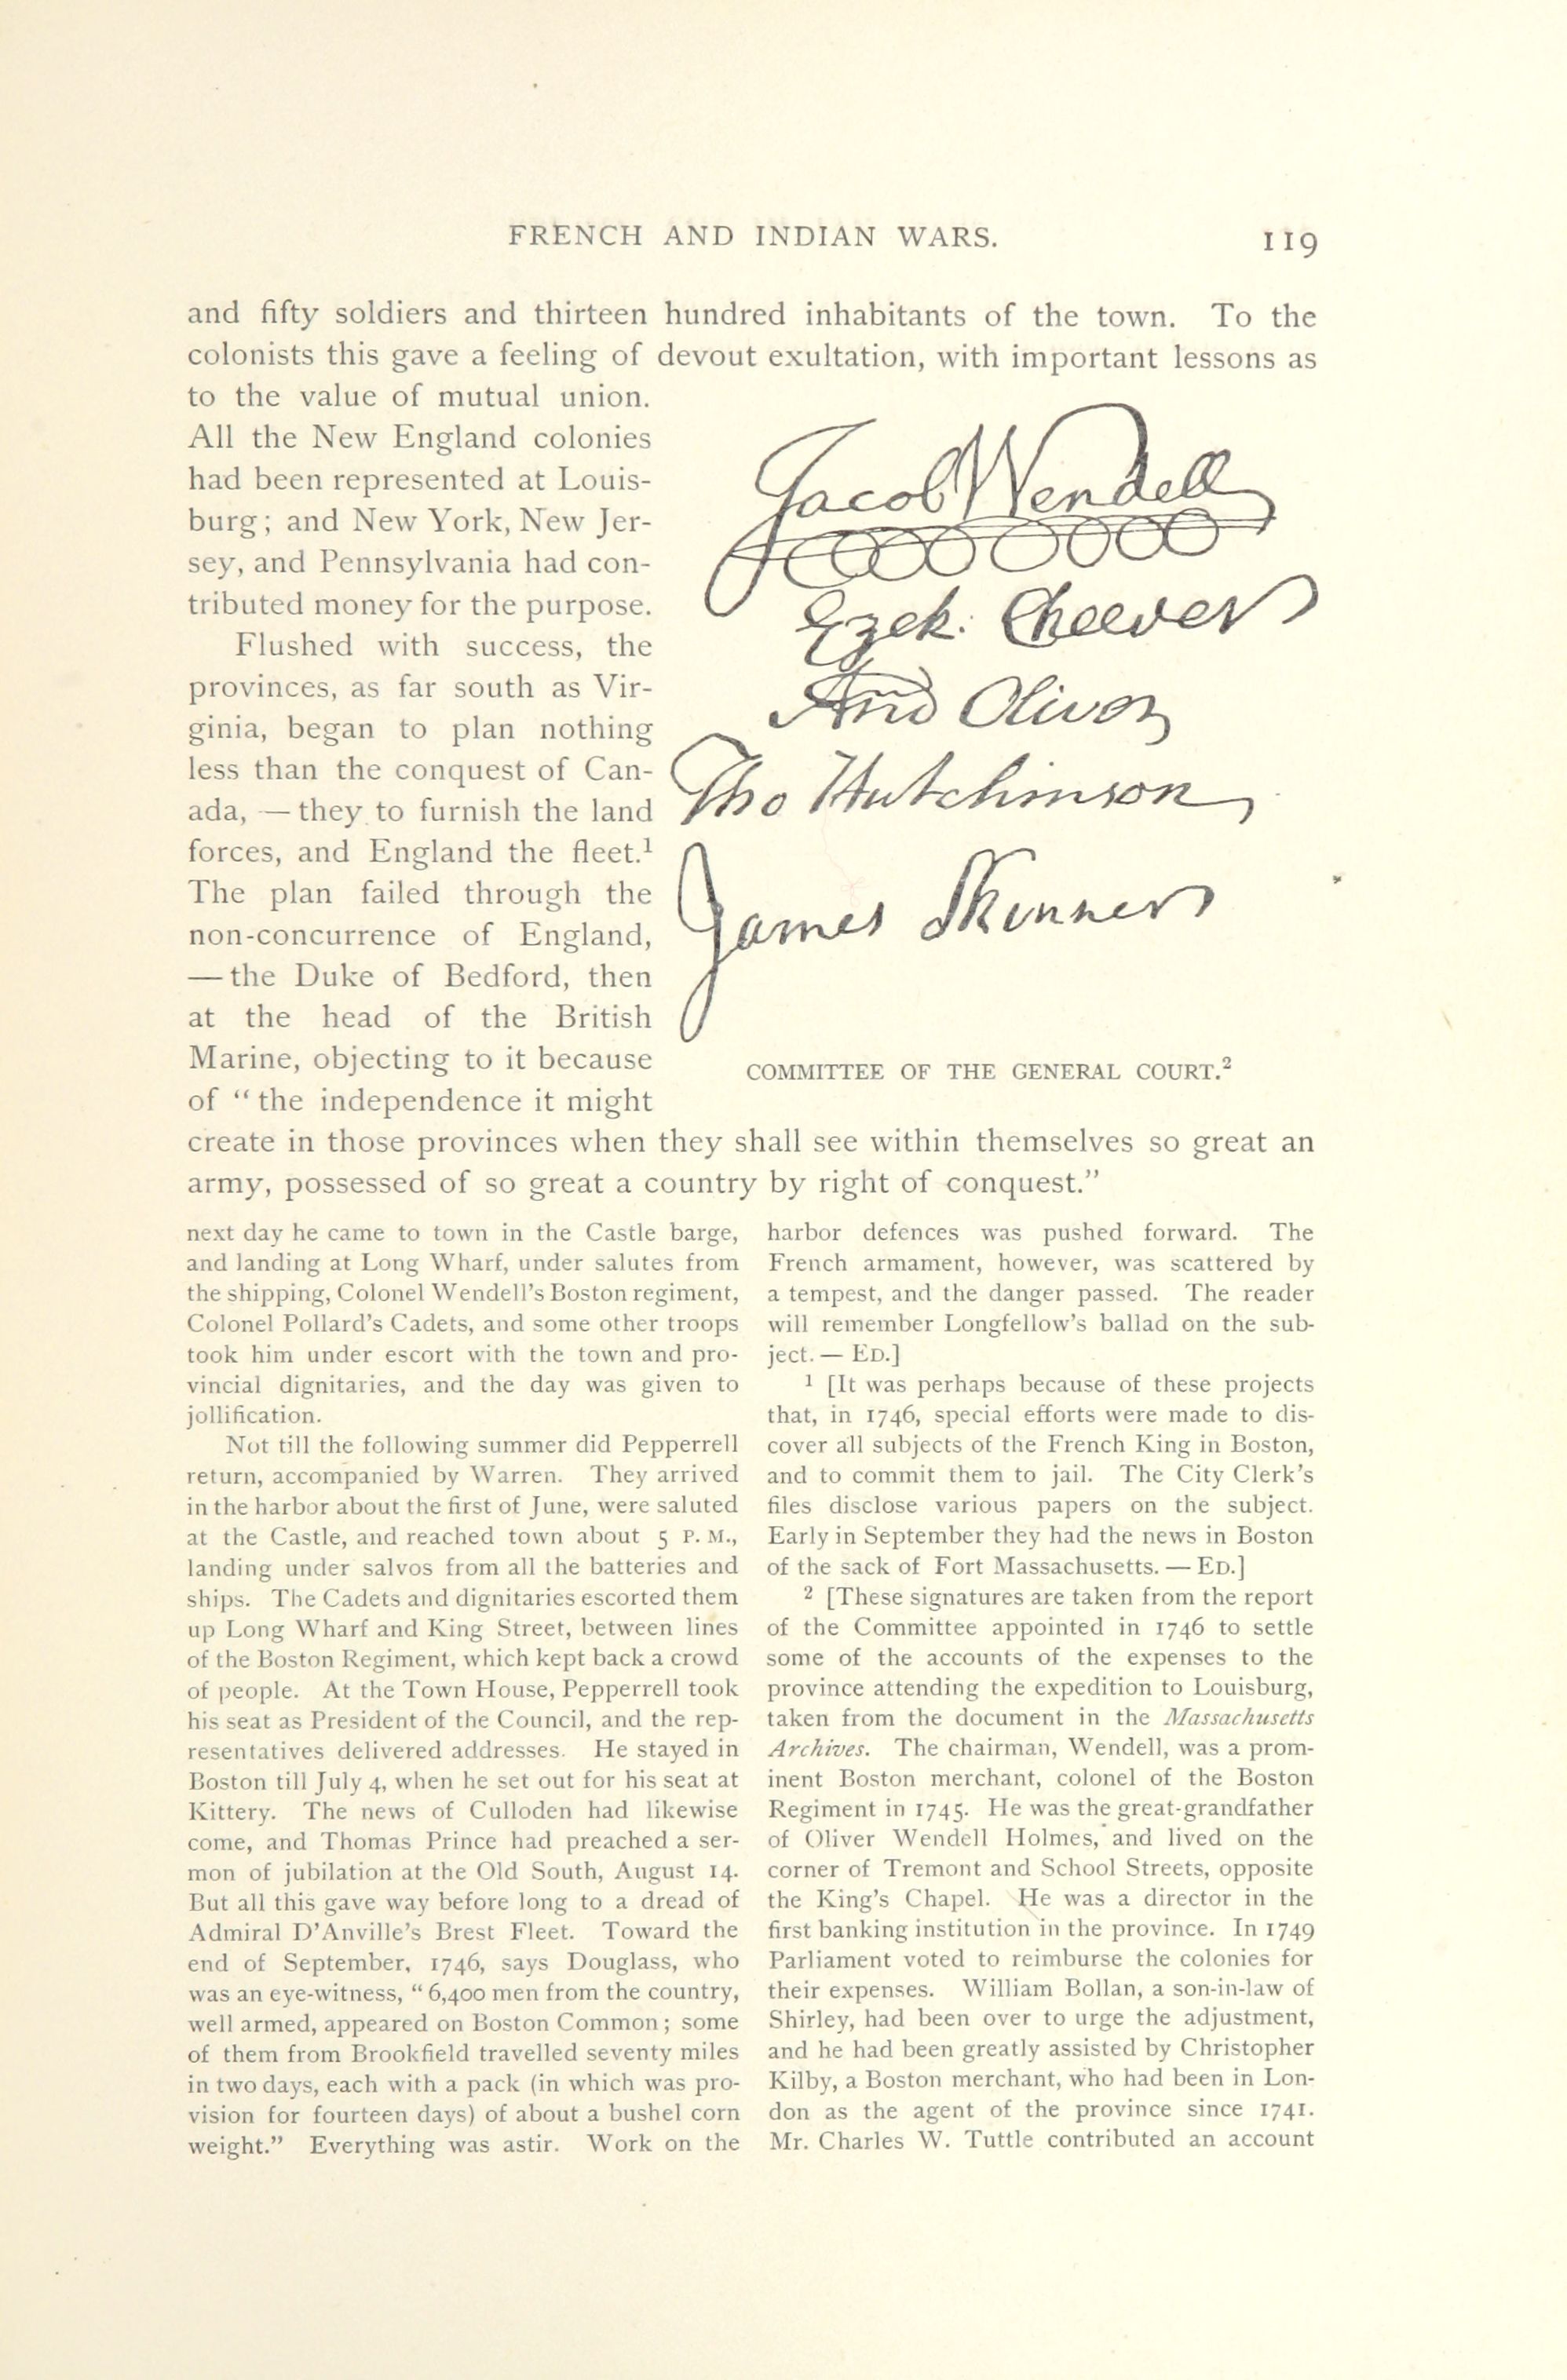 FRENCH AND INDIAN WARS. 119
and fifty soldiers and thirteen hundred inhabitants of the town. To the
colonists this gave a feeling of devout exultation, with important lessons as
to the value of mutual union.
All the New England colonies
had been represented at Louis-
burg; and New York, New Jer-
sey, and Pennsylvania had con-
tributed money for the purpose.
Flushed with success, the
provinces, as far south as Vir-
ginia, began to plan nothing
less than the conquest of Can-
ada, — they to furnish the land
forces, and England the fleet.¹
The plan failed through the
non-concurrence of England,
— the Duke of Bedford, then
at the head of the British
Marine, objecting to it because
of “the independence it might
Jacob Wendell
Ezek: Cheever
And Oliver
Tho Hutchinson
James Skinner
COMMITTEE OF THE GENERAL COURT.²
create in those provinces when they shall see within themselves so great an
army, possessed of so great a country by right of conquest.”
next day he came to town in the Castle barge,
and landing at Long Wharf, under salutes from
the shipping, Colonel Wendell’s Boston regiment,
Colonel Pollard’s Cadets, and some other troops
took him under escort with the town and pro-
vincial dignitaries, and the day was given to
jollification.
Not till the following summer did Pepperrell
return, accompanied by Warren. They arrived
in the harbor about the first of June, were saluted
at the Castle, and reached town about 5 P. M.,
landing under salvos from all the batteries and
ships. The Cadets and dignitaries escorted them
up Long Wharf and King Street, between lines
of the Boston Regiment, which kept back a crowd
of people. At the Town House, Pepperrell took
his seat as President of the Council, and the rep-
resentatives delivered addresses. He stayed in
Boston till July 4, when he set out for his seat at
Kittery. The news of Culloden had likewise
come, and Thomas Prince had preached a ser-
mon of jubilation at the Old South, August 14.
But all this gave way before long to a dread of
Admiral D’Anville’s Brest Fleet. Toward the
end of September, 1746, says Douglass, who
was an eye-witness, “6,400 men from the country,
well armed, appeared on Boston Common; some
of them from Brookfield travelled seventy miles
in two days, each with a pack (in which was pro-
vision for fourteen days) of about a bushel corn
weight.” Everything was astir. Work on the
harbor defences was pushed forward. The
French armament, however, was scattered by
a tempest, and the danger passed. The reader
will remember Longfellow’s ballad on the sub-
ject. — ED.]
¹ [It was perhaps because of these projects
that, in 1746, special efforts were made to dis-
cover all subjects of the French King in Boston,
and to commit them to jail. The City Clerk’s
files disclose various papers on the subject.
Early in September they had the news in Boston
of the sack of Fort Massachusetts. — ED.]
² [These signatures are taken from the report
of the Committee appointed in 1746 to settle
some of the accounts of the expenses to the
province attending the expedition to Louisburg,
taken from the document in the Massachusetts
Archives. The chairman, Wendell, was a prom-
inent Boston merchant, colonel of the Boston
Regiment in 1745. He was the great-grandfather
of Oliver Wendell Holmes, and lived on the
corner of Tremont and School Streets, opposite
the King’s Chapel. He was a director in the
first banking institution in the province. In 1749
Parliament voted to reimburse the colonies for
their expenses. William Bollan, a son-in-law of
Shirley, had been over to urge the adjustment,
and he had been greatly assisted by Christopher
Kilby, a Boston merchant, who had been in Lon-
don as the agent of the province since 1741.
Mr. Charles W. Tuttle contributed an account